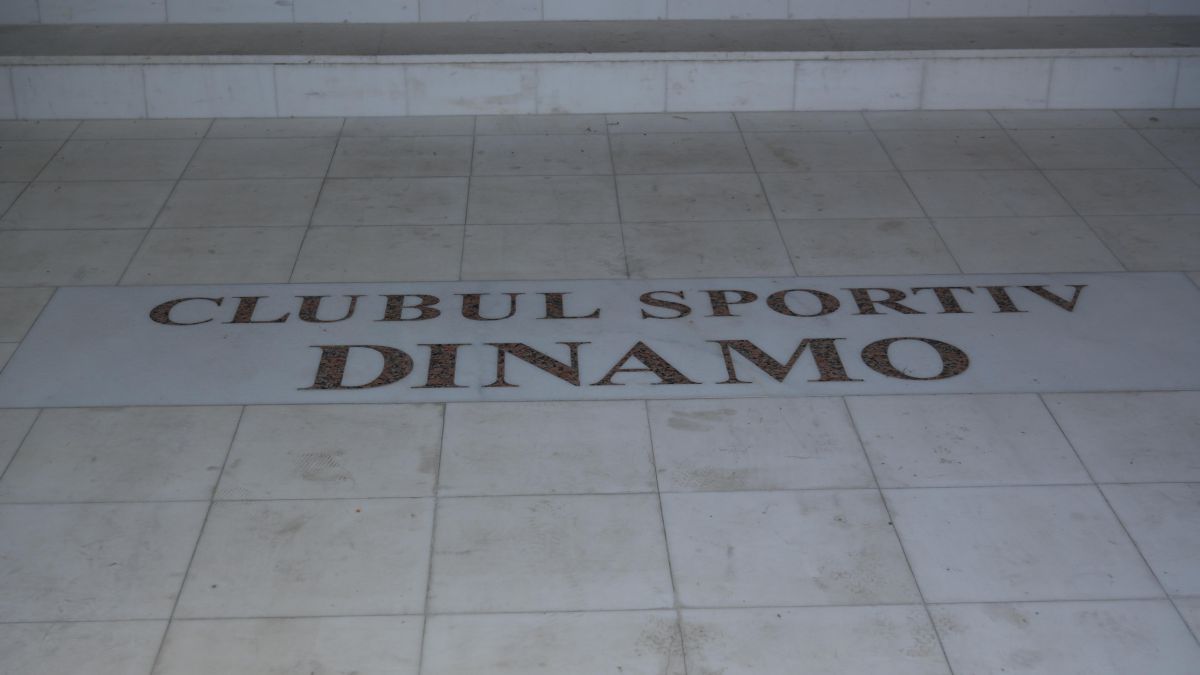 CLUBUL SPORTIV
DINAMO